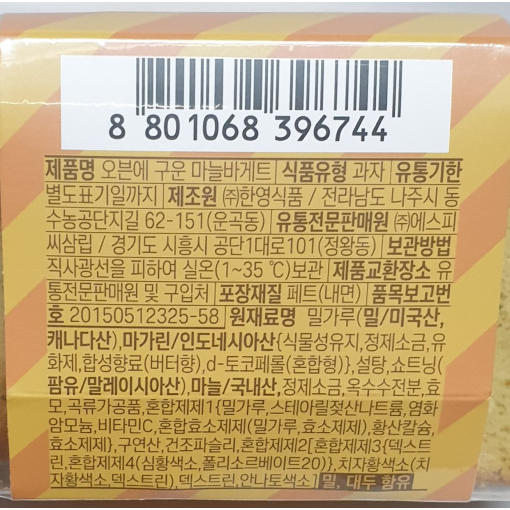 8 801068 396744
제품명 오븐에 구운 마늘바게트 식품유형 과자 유통기한
별도표기일까지 제조원 ㈜한영식품 / 전라남도 나주시 동
수농공단지길 62-151(운곡동) 유통전문판매원 ㈜에스피
씨삼립 / 경기도 시흥시 공단1대로101(정왕동) 보관방법
직사광선을 피하여 실온(1~35 ℃)보관 제품교환장소 유
통전문판매원 및 구입처 포장재질 페트(내면) 품목보고번
호 20150512325-58 원재료명 밀가루(밀/미국산,
캐나다산),마가린/인도네시아산(식물성유지,정제소금,유
화제,합성향료(버터향),d-토코페롤(혼합형)},설탕,쇼트닝(
팜유/말레이시아산),마늘/국내산,정제소금,옥수수전분,효
모,곡류가공품,혼합제제1{밀가루,스테아릴젖산나트륨,염화
암모늄,비타민C,혼합효소제제(밀가루,효소제),황산칼슘,
효소제제},구연산,건조파슬리,혼합제제2[혼합제제3{덱스트
린,혼합제제4(심황색소,폴리소르베이트20)},치자황색소(치
자황색소,덱스트린),덱스트린,안나토색소] 밀, 대두 함유